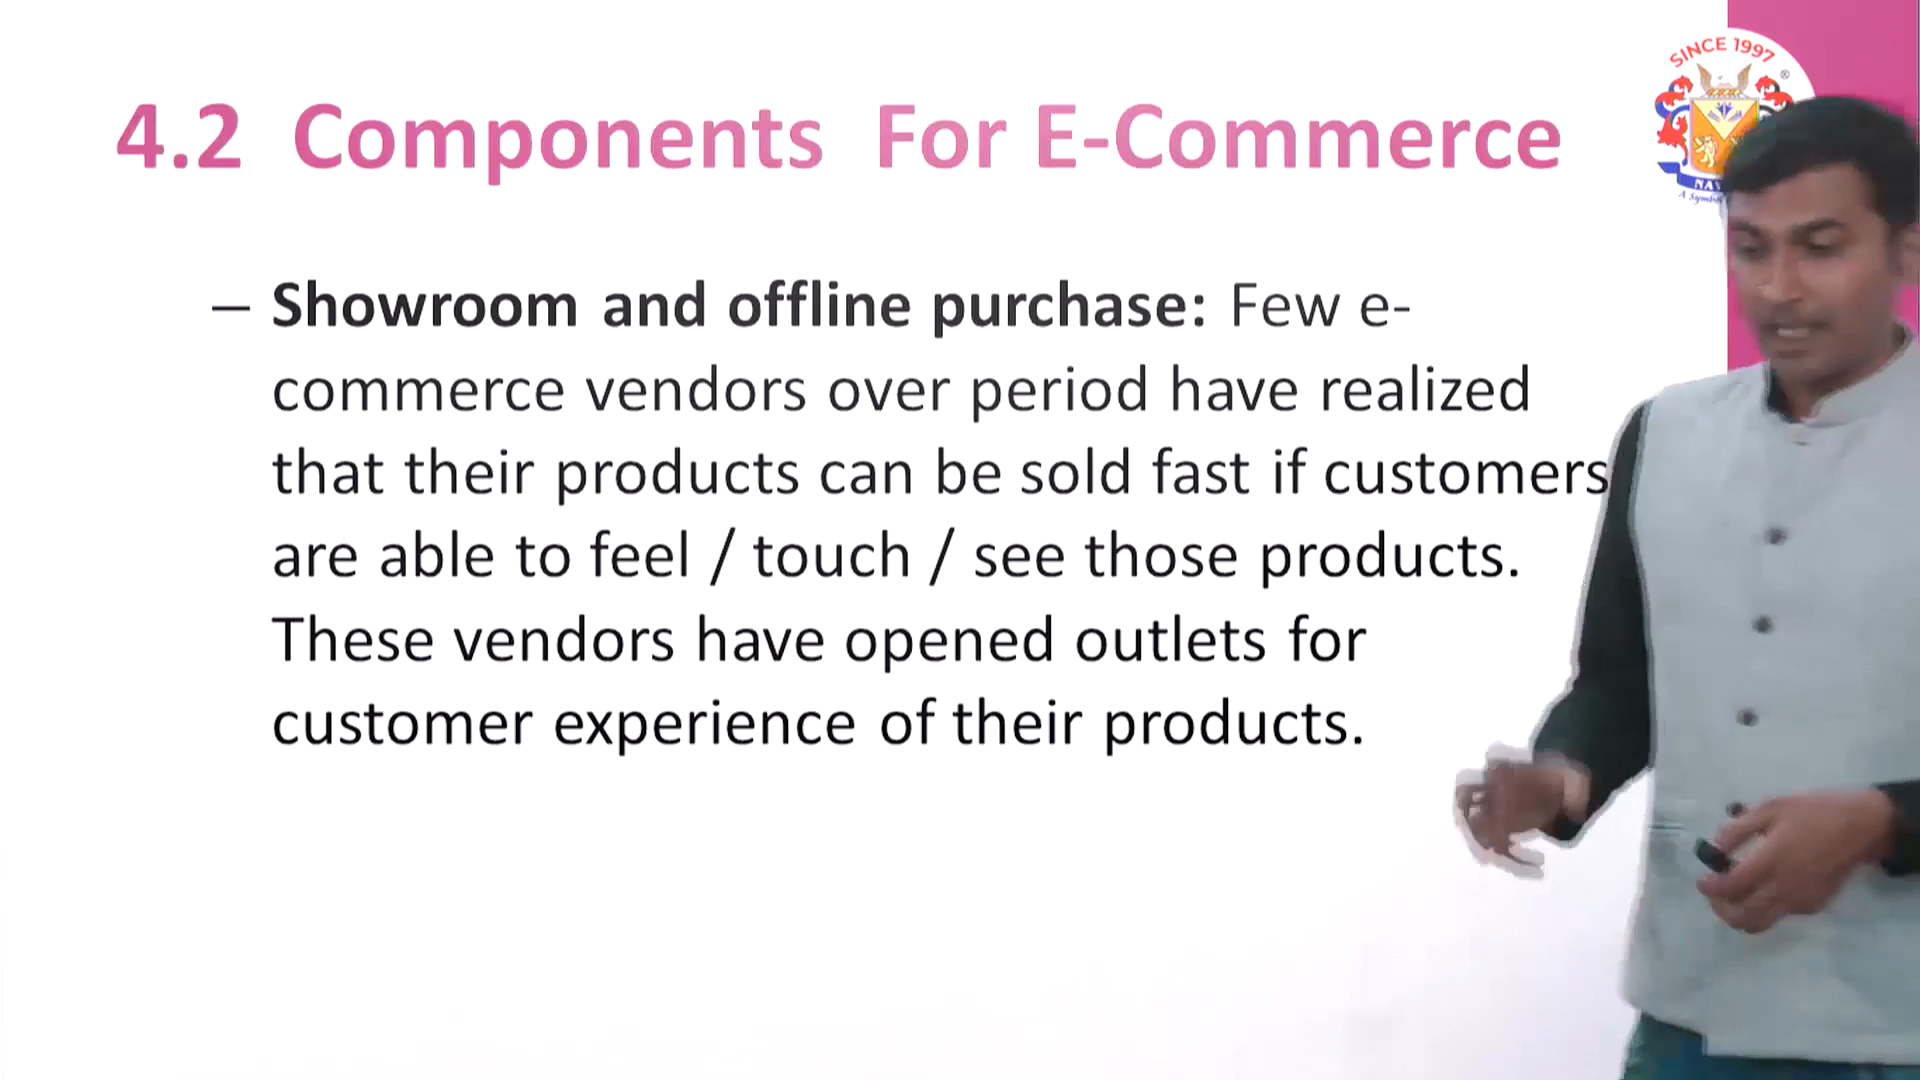 SINCE 1997
®
4.2 Components For E-Commerce
– Showroom and offline purchase: Few e-
commerce vendors over period have realized
that their products can be sold fast if customers
are able to feel / touch / see those products.
These vendors have opened outlets for
customer experience of their products.